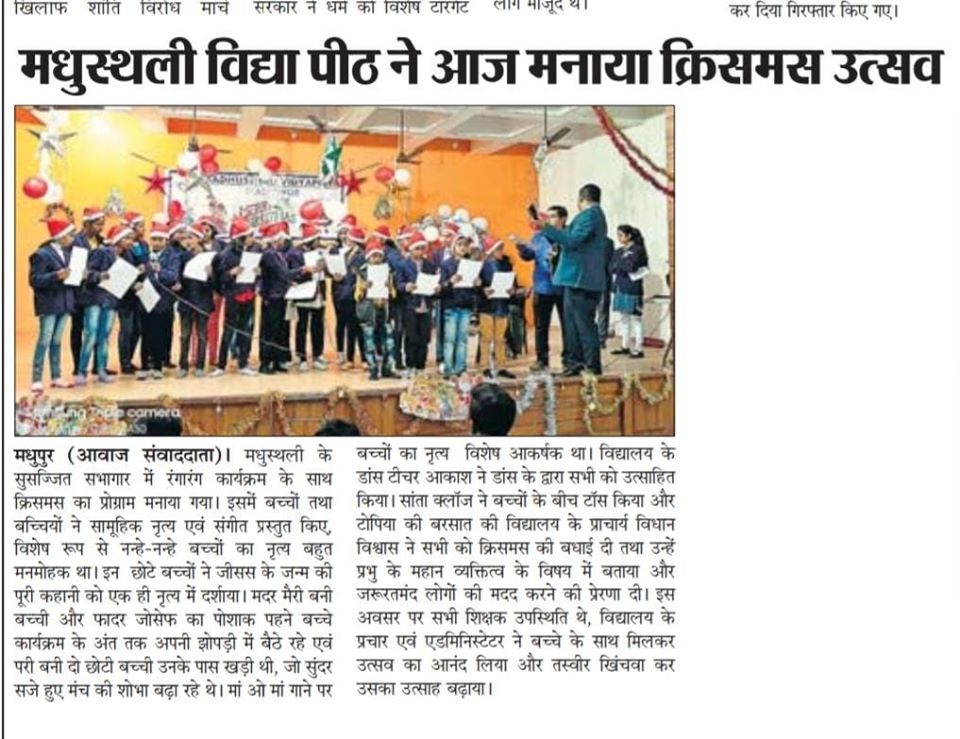 खिलाफ शांति विरोध मार्च
सरकार ने धर्म को विशेष टारगेट
लोग मौजूद थे।
कर दिया गिरफ्तार किए गए।
मधुस्थली विद्या पीठ ने आज मनाया क्रिसमस उत्सव
Samsung Triple camera
मधुपुर (आवाज संवाददाता)। मधुस्थली के
सुसज्जित सभागार में रंगारंग कार्यक्रम के साथ
क्रिसमस का प्रोग्राम मनाया गया। इसमें बच्चों तथा
बच्चियों ने सामूहिक नृत्य एवं संगीत प्रस्तुत किए,
विशेष रूप से नन्हे-नन्हे बच्चों का नृत्य बहुत
मनमोहक था। इन छोटे बच्चों ने जीसस के जन्म की
पूरी कहानी को एक ही नृत्य में दर्शाया। मदर मैरी बनी
बच्ची और फादर जोसेफ का पोशाक पहने बच्चे
कार्यक्रम के अंत तक अपनी झोपड़ी में बैठे रहे एवं
परी बनी दो छोटी बच्ची उनके पास खड़ी थी, जो सुंदर
सजे हुए मंच की शोभा बढ़ा रहे थे। मां ओ मां गाने पर
बच्चों का नृत्य विशेष आकर्षक था। विद्यालय के
डांस टीचर आकाश ने डांस के द्वारा सभी को उत्साहित
किया। सांता क्लॉज ने बच्चों के बीच टॉस किया और
टोपिया की बरसात की विद्यालय के प्राचार्य विधान
विश्वास ने सभी को क्रिसमस की बधाई दी तथा उन्हें
प्रभु के महान व्यक्तित्व के विषय में बताया और
जरूरतमंद लोगों की मदद करने की प्रेरणा दी। इस
अवसर पर सभी शिक्षक उपस्थिति थे, विद्यालय के
प्रचार एवं एडमिनिस्टेटर ने बच्चे के साथ मिलकर
उत्सव का आनंद लिया और तस्वीर खिंचवा कर
उसका उत्साह बढ़ाया।